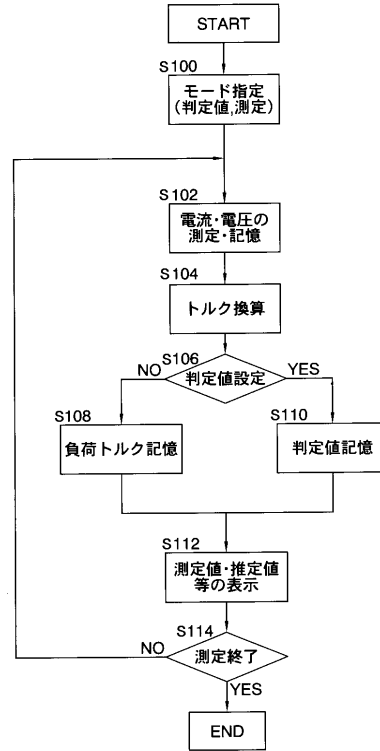 START
S100
モード指定
(判定値,測定)
S102
電流・電圧の
測定・記憶
S104
トルク換算
S106
判定値設定
NO
YES
S108
負荷トルク記憶
S110
判定値記憶
S112
測定値・推定値
等の表示
S114
測定終了
NO
YES
END